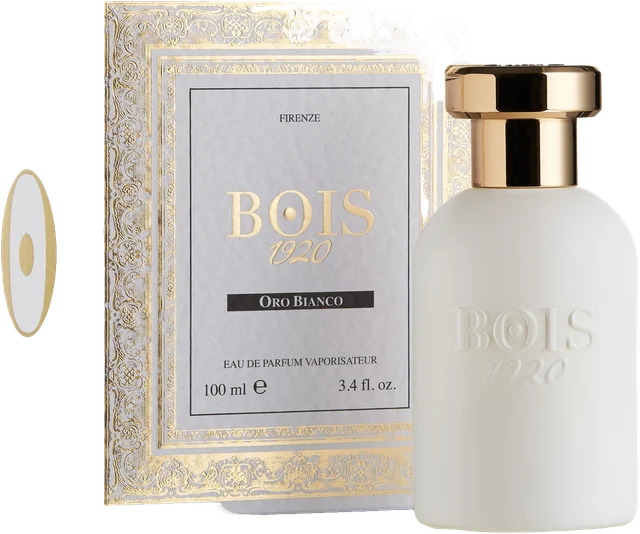 FIRENZE
BOIS
1920
ORO BIANCO
EAU DE PARFUM VAPORISATEUR
100 ml ℮ 3.4 fl. oz.
BOIS
1920